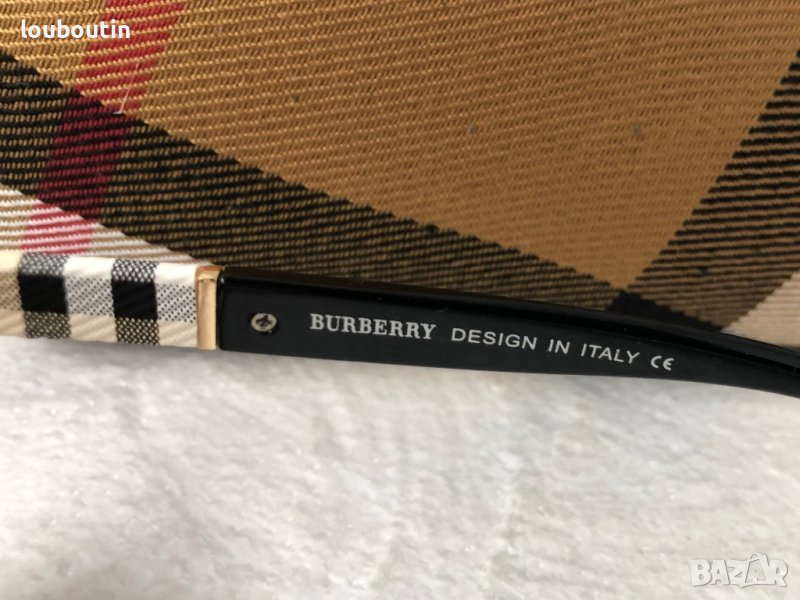 louboutin
BURBERRY DESIGN IN ITALY CE
BAZAR